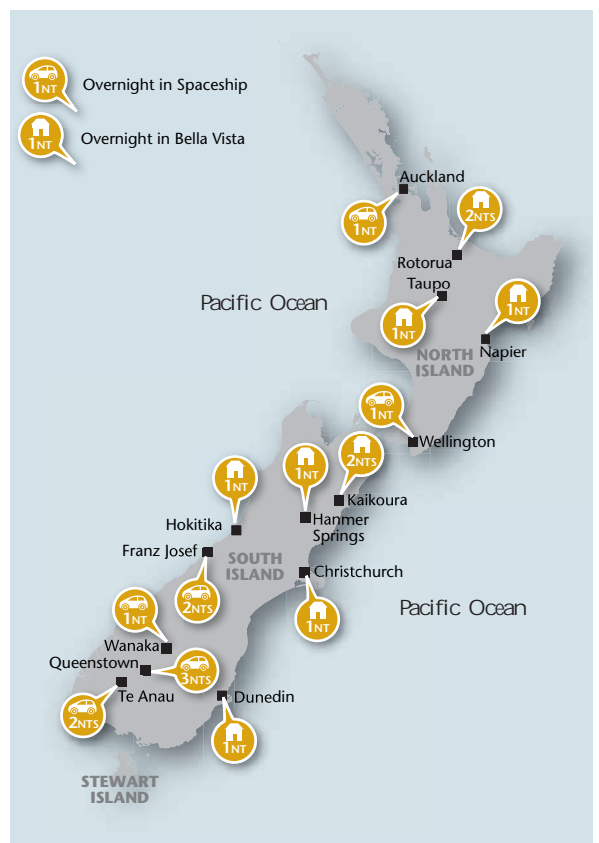 1NT
Overnight in Spaceship
1NT
Overnight in Bella Vista
Auckland
1NT
2NTS
Rotorua
Taupo
Pacific Ocean
1NT
1NT
NORTH
ISLAND
Napier
1NT
Wellington
1NT
1NT
2NTS
Kaikoura
Hokitika
Hanmer
Springs
Franz Josef
SOUTH
ISLAND
Christchurch
2NTS
1NT
Pacific Ocean
1NT
Wanaka
Queenstown
3NTS
Te Anau
2NTS
Dunedin
1NT
STEWART
ISLAND